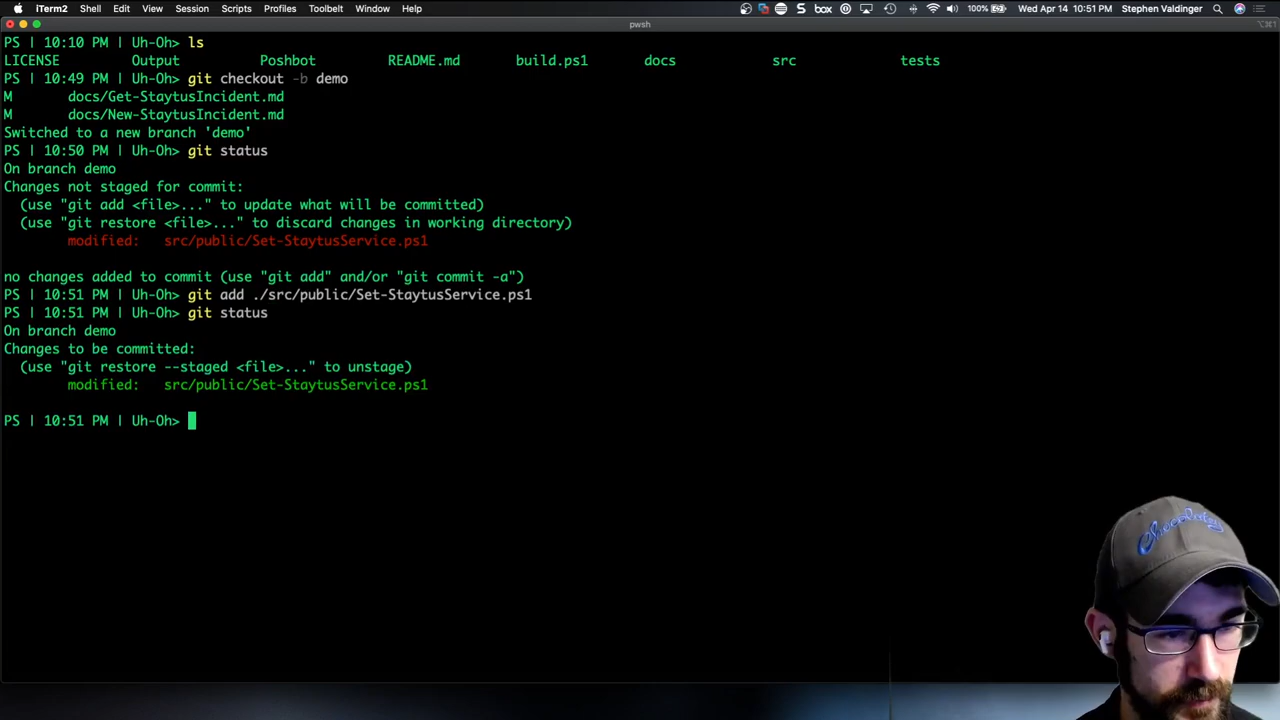 iTerm2 Shell Edit View Session Scripts Profiles Toolbelt Window Help box 100% Wed Apr 14 10:51 PM Stephen Valdinger
pwsh
PS | 10:10 PM | Uh-Oh> ls
LICENSE Output Poshbot README.md build.ps1 docs src tests
PS | 10:49 PM | Uh-Oh> git checkout -b demo
M docs/Get-StaytusIncident.md
M docs/New-StaytusIncident.md
Switched to a new branch 'demo'
PS | 10:50 PM | Uh-Oh> git status
On branch demo
Changes not staged for commit:
(use "git add <file>..." to update what will be committed)
(use "git restore <file>..." to discard changes in working directory)
modified: src/public/Set-StaytusService.ps1
no changes added to commit (use "git add" and/or "git commit -a")
PS | 10:51 PM | Uh-Oh> git add ./src/public/Set-StaytusService.ps1
PS | 10:51 PM | Uh-Oh> git status
On branch demo
Changes to be committed:
(use "git restore --staged <file>..." to unstage)
modified: src/public/Set-StaytusService.ps1
PS | 10:51 PM | Uh-Oh>
Chocolatey